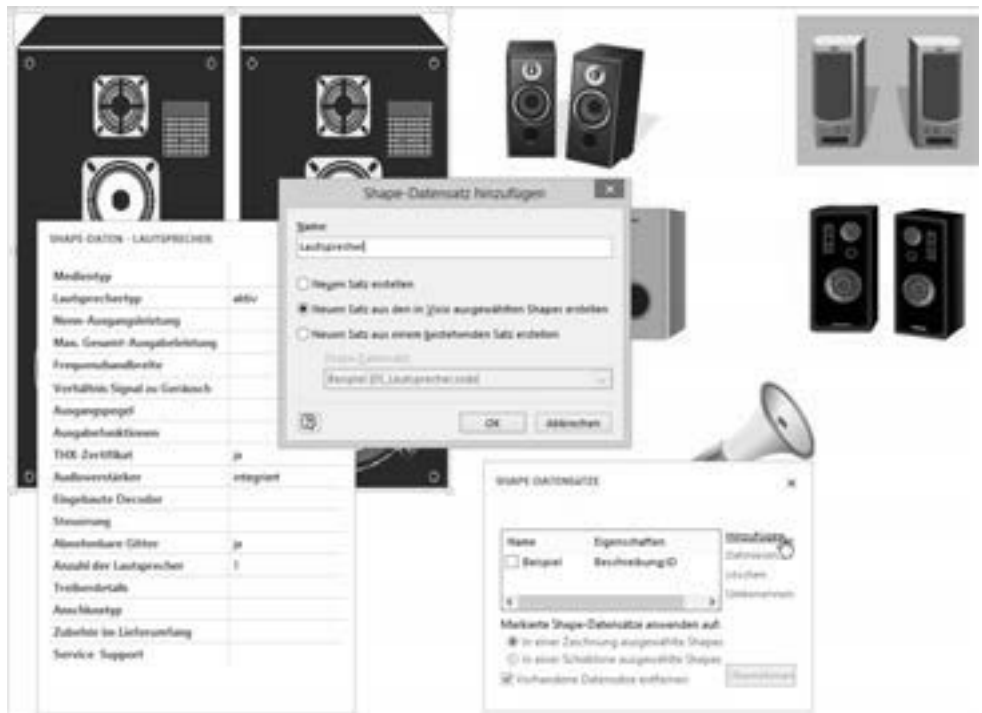 Shape-Datensatz hinzufügen
Name
Lautsprecher
Neuen Satz erstellen
Neuen Satz aus den in Visio ausgewählten Shapes erstellen
Neuen Satz aus einem bestehenden Satz erstellen
Shape-Datensatz:
OK
Abbrechen
SHAPE-DATEN - LAUTSPRECHER
Medientyp
Lautsprechertyp aktiv
Nenn-Ausgangsleistung
Max. Gesamt-Ausgabeleistung
Frequenzbandbreite
Verhältnis Signal zu Geräusch
Ausgangspegel
Ausgabefunktionen
THX-Zertifikat ja
Audioverstärker integriert
Eingebaute Decoder
Steuerung
Abnehmbare Gitter ja
Anzahl der Lautsprecher 1
Treiberdetails
Anschlusstyp
Zubehör im Lieferumfang
Service Support
SHAPE-DATENSÄTZE
Name Eigenschaften
Beispiel Beschreibung;ID
Hinzufügen
Löschen
Umbenennen
Markierte Shape-Datensätze anwenden auf:
In einer Zeichnung ausgewählte Shapes
In einer Schablone ausgewählte Shapes
Vorhandene Datensätze entfernen
Übernehmen